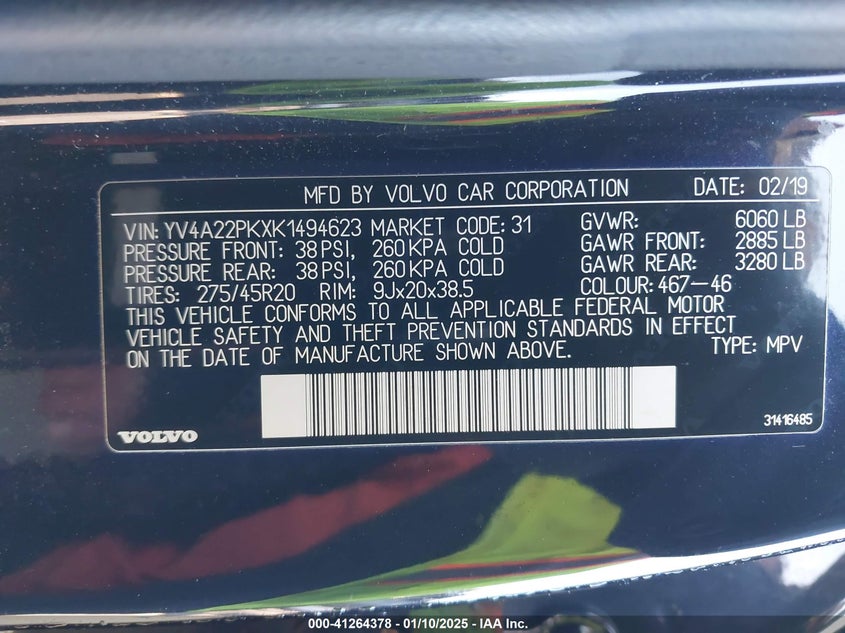 MFD BY VOLVO CAR CORPORATION DATE: 02/19
VIN: YV4A22PKXK1494623 MARKET CODE: 31 GVWR: 6060 LB
PRESSURE FRONT: 38 PSI, 260 KPA COLD GAWR FRONT: 2885 LB
PRESSURE REAR: 38 PSI, 260 KPA COLD GAWR REAR: 3280 LB
TIRES: 275/45R20 RIM: 9Jx20x38.5 COLOUR: 467-46
THIS VEHICLE CONFORMS TO ALL APPLICABLE FEDERAL MOTOR
VEHICLE SAFETY AND THEFT PREVENTION STANDARDS IN EFFECT
ON THE DATE OF MANUFACTURE SHOWN ABOVE. TYPE: MPV
VOLVO 31416485
000-41264378 - 01/10/2025 - IAA Inc.